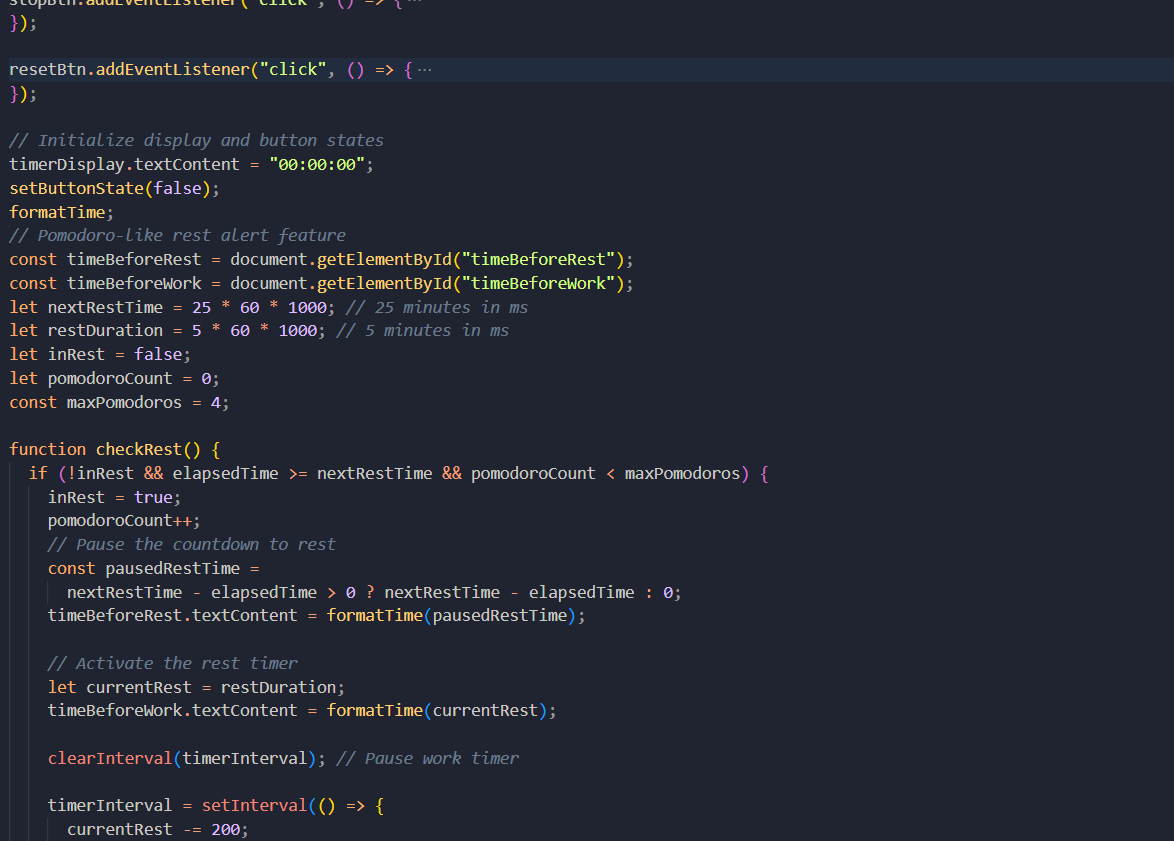 stopBtn.addEventListener("click", () => { ...
});

resetBtn.addEventListener("click", () => { ...
});

// Initialize display and button states
timerDisplay.textContent = "00:00:00";
setButtonState(false);
formatTime;
// Pomodoro-like rest alert feature
const timeBeforeRest = document.getElementById("timeBeforeRest");
const timeBeforeWork = document.getElementById("timeBeforeWork");
let nextRestTime = 25 * 60 * 1000; // 25 minutes in ms
let restDuration = 5 * 60 * 1000; // 5 minutes in ms
let inRest = false;
let pomodoroCount = 0;
const maxPomodoros = 4;

function checkRest() {
  if (!inRest && elapsedTime >= nextRestTime && pomodoroCount < maxPomodoros) {
    inRest = true;
    pomodoroCount++;
    // Pause the countdown to rest
    const pausedRestTime =
      nextRestTime - elapsedTime > 0 ? nextRestTime - elapsedTime : 0;
    timeBeforeRest.textContent = formatTime(pausedRestTime);

    // Activate the rest timer
    let currentRest = restDuration;
    timeBeforeWork.textContent = formatTime(currentRest);

    clearInterval(timerInterval); // Pause work timer

    timerInterval = setInterval(() => {
      currentRest -= 200;